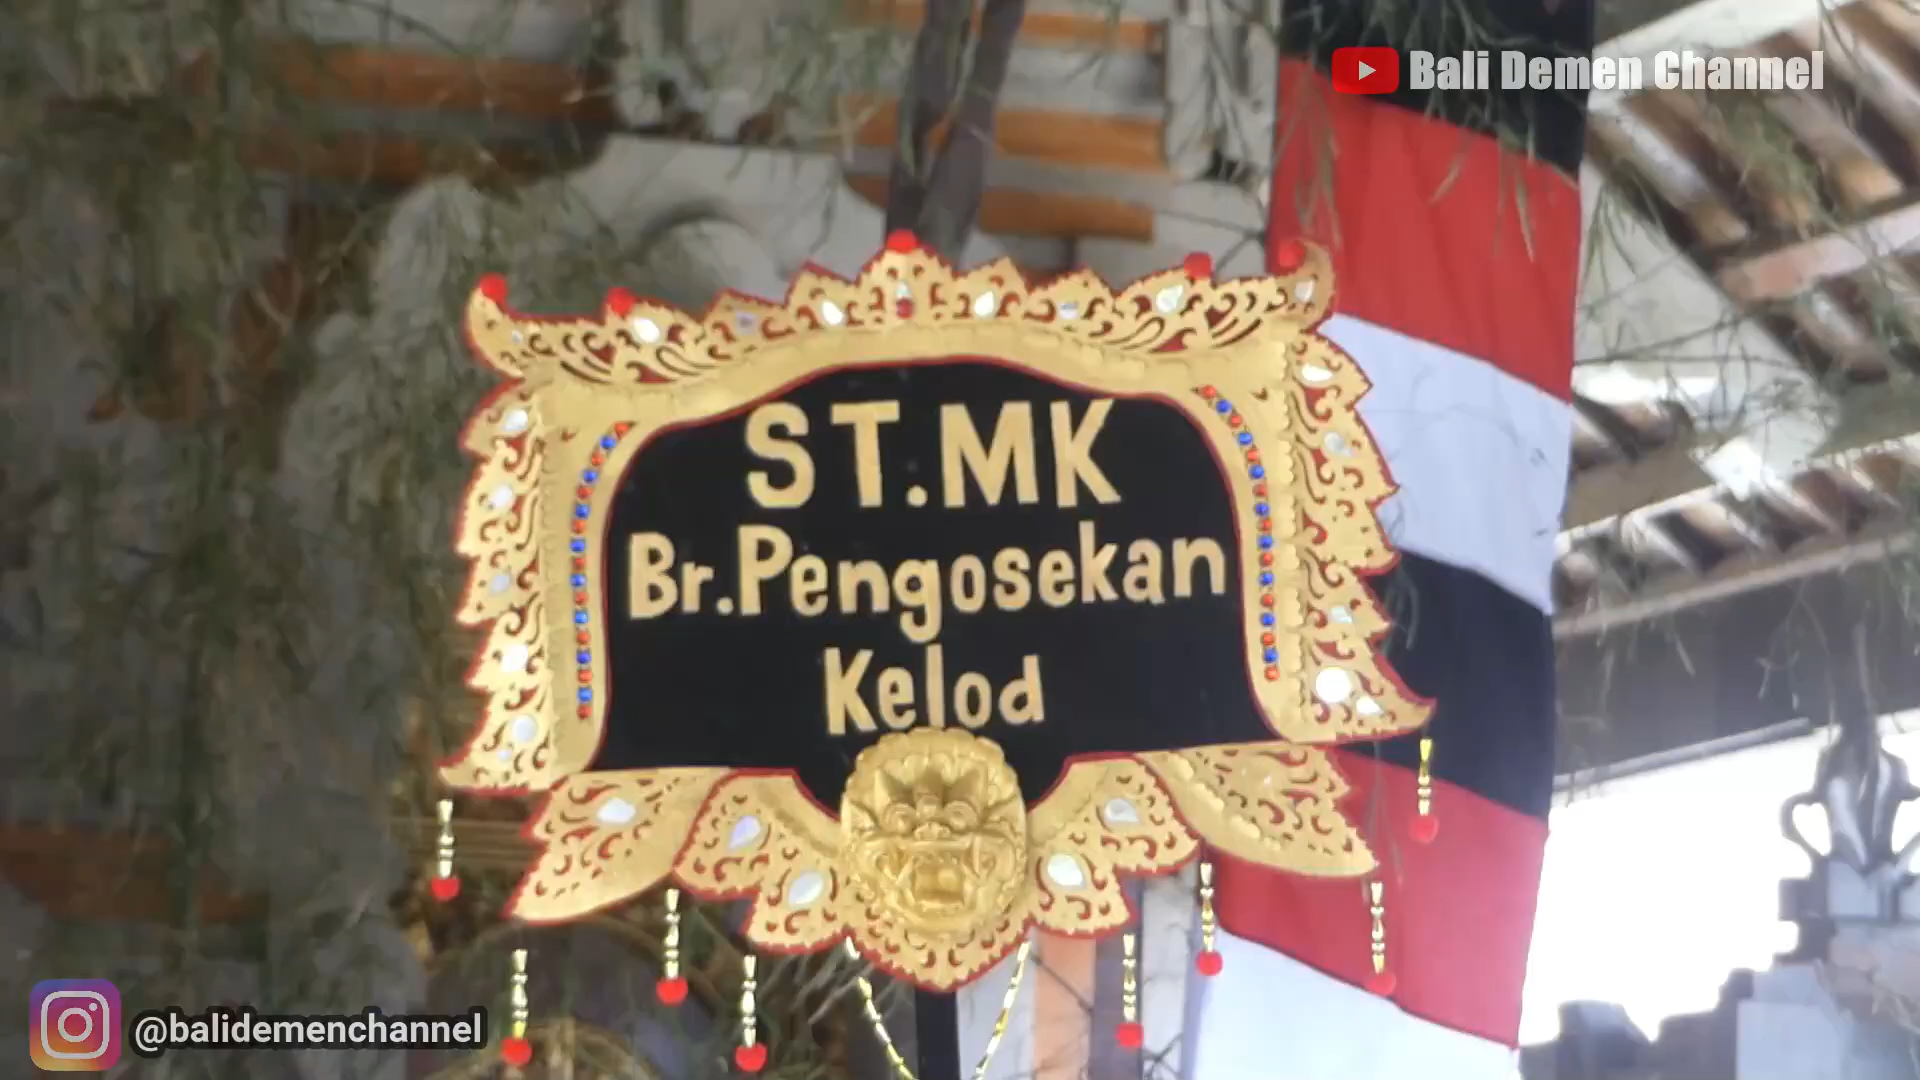 Bali Demen Channel
ST.MK
Br.Pengosekan
Kelod
@balidemenchannel